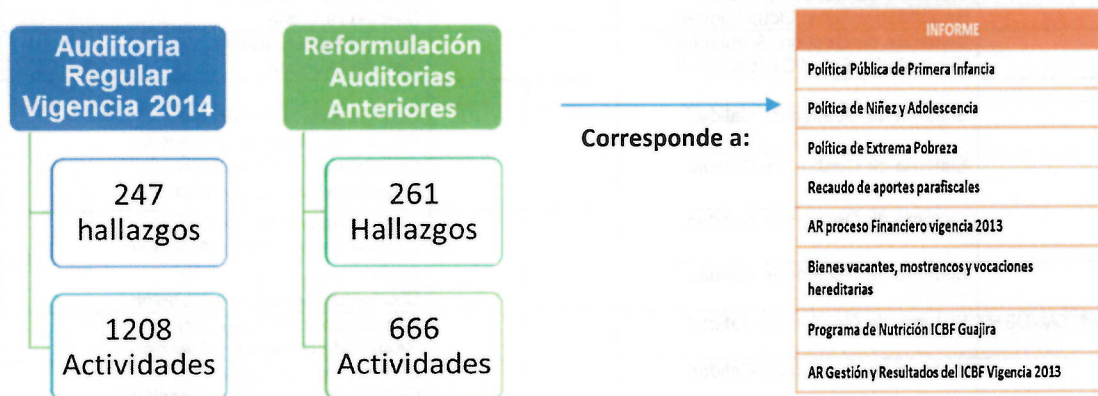 Auditoria
Regular
Vigencia 2014
247
hallazgos
1208
Actividades
Reformulación
Auditorias
Anteriores
261
Hallazgos
666
Actividades
Corresponde a:
INFORME
Política Pública de Primera Infancia
Política de Niñez y Adolescencia
Política de Extrema Pobreza
Recaudo de aportes parafiscales
AR proceso Financiero vigencia 2013
Bienes vacantes, mostrencos y vocaciones
hereditarias
Programa de Nutrición ICBF Guajira
AR Gestión y Resultados del ICBF Vigencia 2013